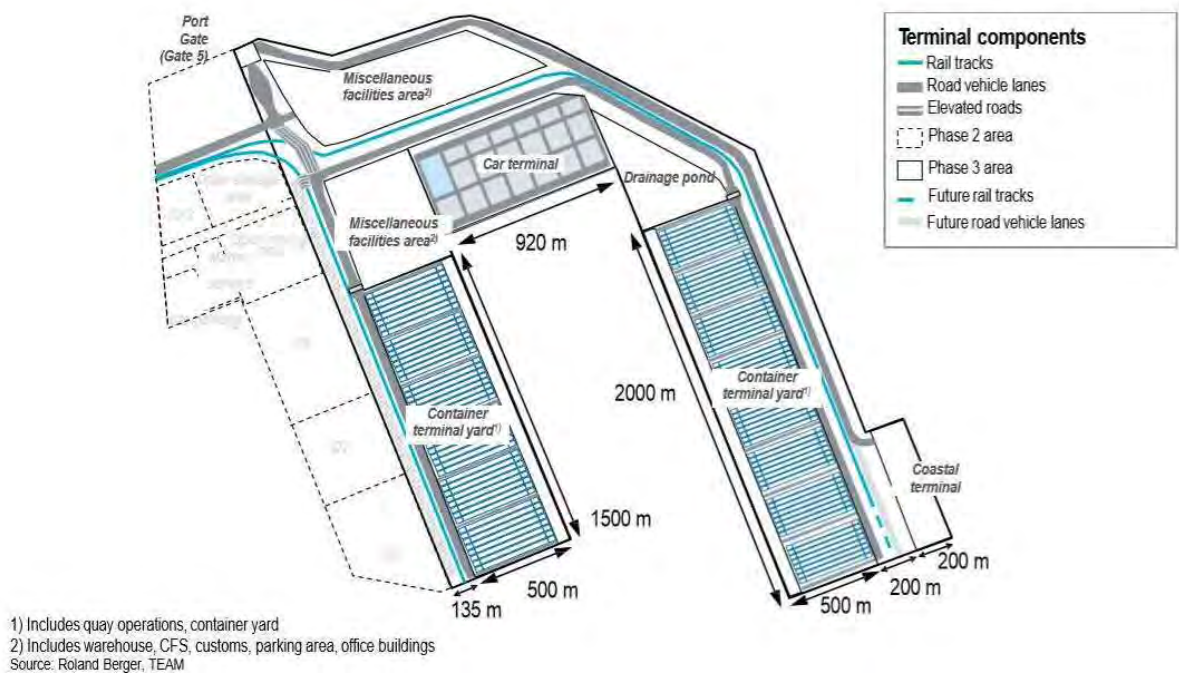 Port
Gate
(Gate 5)
Miscellaneous
facilities area2)
Car terminal
Drainage pond
Miscellaneous
facilities area2)
920 m
2000 m
Container
terminal yard1)
Container
terminal yard1)
Coastal
terminal
1500 m
500 m
135 m
500 m
200 m
200 m
Terminal components
Rail tracks
Road vehicle lanes
Elevated roads
Phase 2 area
Phase 3 area
Future rail tracks
Future road vehicle lanes
1) Includes quay operations, container yard
2) Includes warehouse, CFS, customs, parking area, office buildings
Source: Roland Berger, TEAM